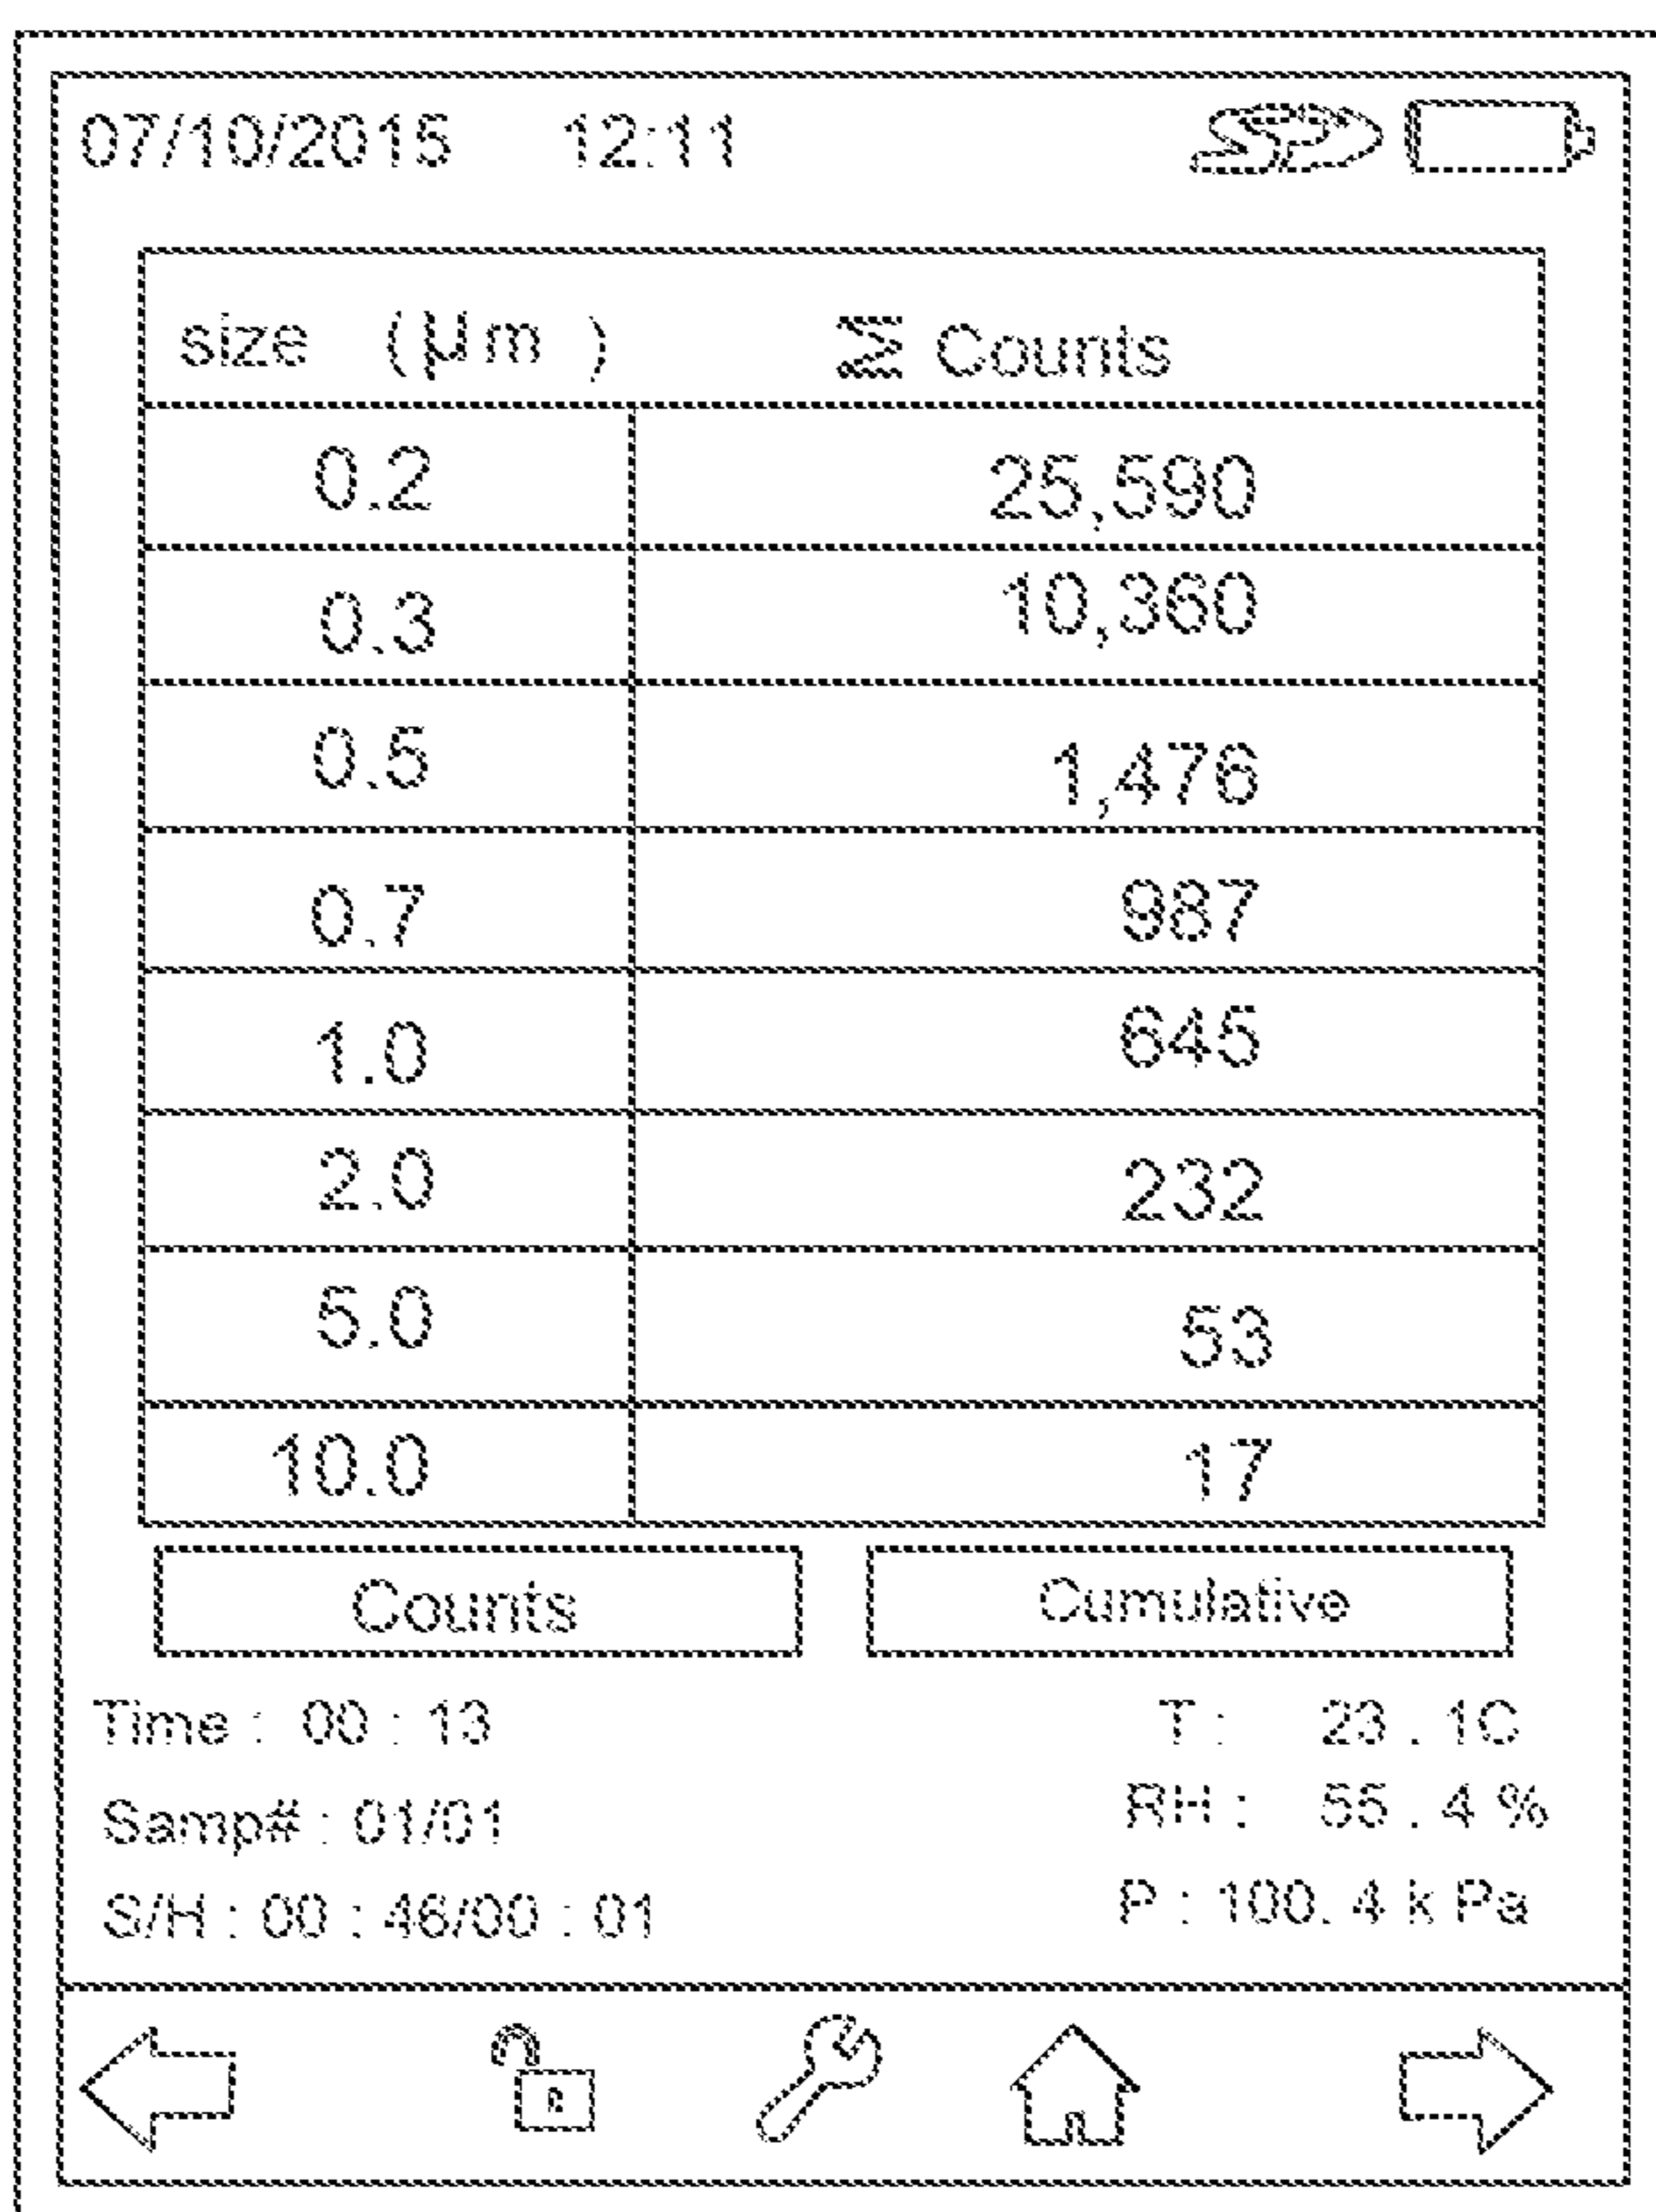 07/10/2015 12:11
size (μm) Σ Counts
0.2 25,590
0.3 10,360
0.5 1,476
0.7 987
1.0 645
2.0 232
5.0 53
10.0 17
Counts Cumulative
Time : 00 : 13 T : 23 . 1C
Samp# : 01/01 RH : 55 . 4 %
S/H : 00 : 46/00 : 01 P : 100. 4 k Pa